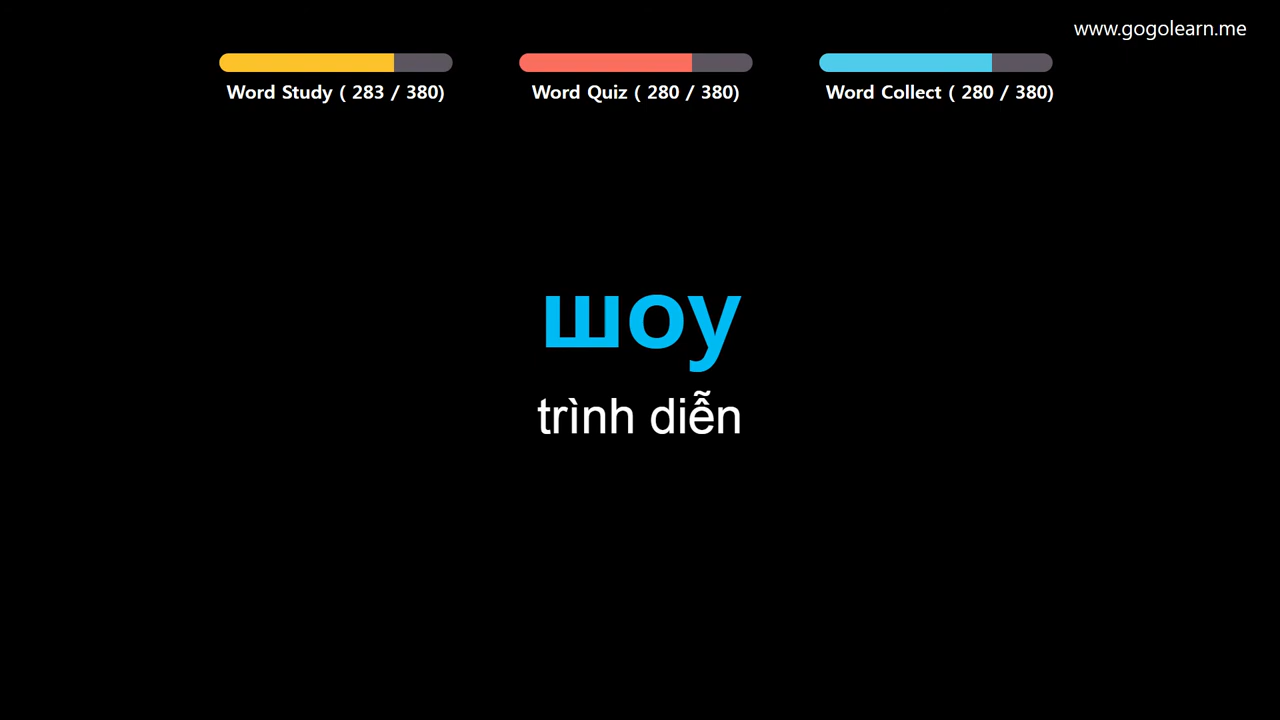 www.gogolearn.me
Word Study ( 283 / 380)
Word Quiz ( 280 / 380)
Word Collect ( 280 / 380)
шоу
trình diễn